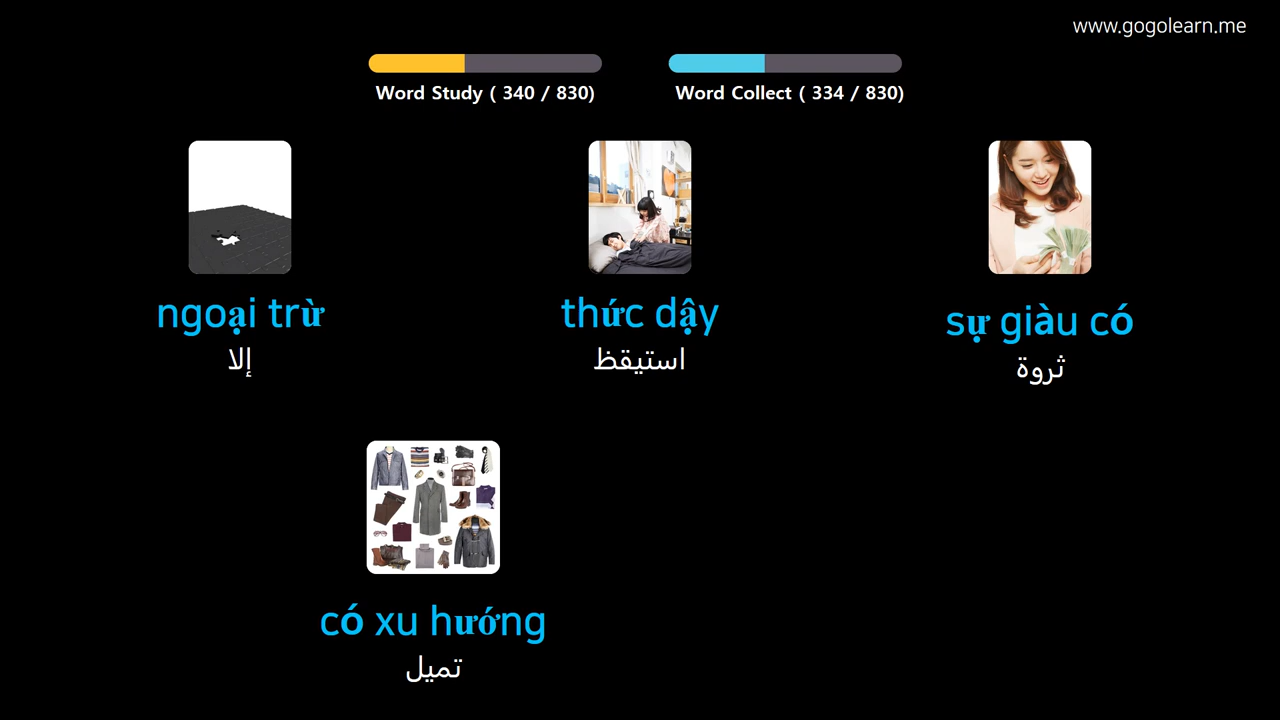 www.gogolearn.me
Word Study ( 340 / 830)
Word Collect ( 334 / 830)
ngoại trừ
إلا
thức dậy
استيقظ
sự giàu có
ثروة
có xu hướng
تميل